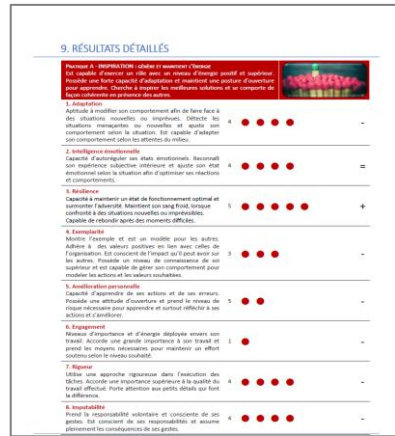 9. RÉSULTATS DÉTAILLÉS
PRATIQUE A - INSPIRATION : GÉNÈRE ET MAINTIENT L'ÉNERGIE
Est capable d'exercer un rôle avec un niveau d'énergie positif et supérieur.
Possède une forte capacité d'adaptation et maintient une posture d'ouverture
pour apprendre. Cherche à inspirer les meilleures solutions et se comporte de
façon cohérente en présence des autres.
1. Adaptation
Aptitude à modifier son comportement afin de faire face à
des situations nouvelles ou imprévues. Détecte les
situations menaçantes ou nouvelles et ajuste son
comportement selon la situation. Est capable d'adapter
son comportement selon les attentes du milieu.
4 -
2. Intelligence émotionnelle
Capacité d'autoréguler ses états émotionnels. Reconnaît
son expérience subjective intérieure et ajuste son état
émotionnel selon la situation afin d'optimiser ses réactions
et comportements.
4 =
3. Résilience
Capacité à maintenir un état de fonctionnement optimal et
surmonter l'adversité. Maintient son sang froid, lorsque
confronté à des situations nouvelles ou imprévisibles.
Capable de rebondir après des moments difficiles.
5 +
4. Exemplarité
Montre l'exemple et est un modèle pour les autres.
Adhère à des valeurs positives en lien avec celles de
l'organisation. Est conscient de l'impact qu'il peut avoir sur
les autres. Possède un niveau de connaissance de soi
supérieur et est capable de gérer son comportement pour
modeler les actions et les valeurs souhaitées.
3 -
5. Amélioration personnelle
Capacité d'apprendre de ses actions et de ses erreurs.
Possède une attitude d'ouverture et prend le niveau de
risque nécessaire pour apprendre et surtout réfléchir à ses
actions et s'améliorer.
5 -
6. Engagement
Niveaux d'importance et d'énergie déployée envers son
travail. Accorde une grande importance à son travail et
prend les moyens nécessaires pour maintenir un effort
soutenu selon le niveau souhaité.
1 -
7. Rigueur
Utilise une approche rigoureuse dans l'exécution des
tâches. Accorde une importance supérieure à la qualité du
travail effectué. Porte attention aux petits détails qui font
la différence.
4 -
8. Imputabilité
Prend la responsabilité volontaire et consciente de ses
gestes. Est conscient de ses responsabilités et assume
pleinement les conséquences de ses gestes.
4 -